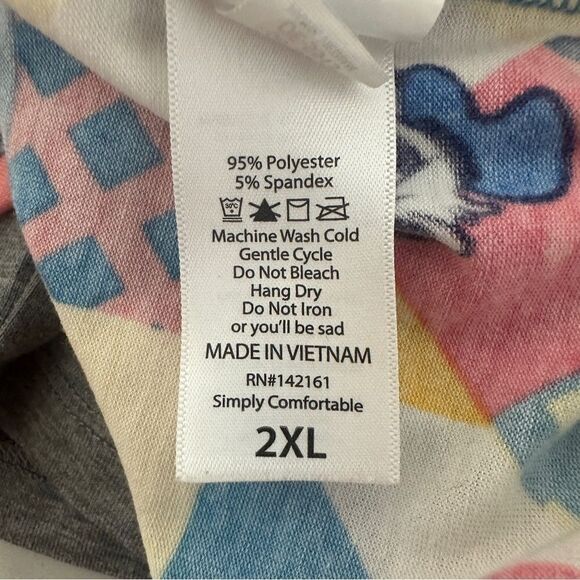 95% Polyester
5% Spandex
Machine Wash Cold
Gentle Cycle
Do Not Bleach
Hang Dry
Do Not Iron
or you'll be sad
MADE IN VIETNAM
RN#142161
Simply Comfortable
2XL